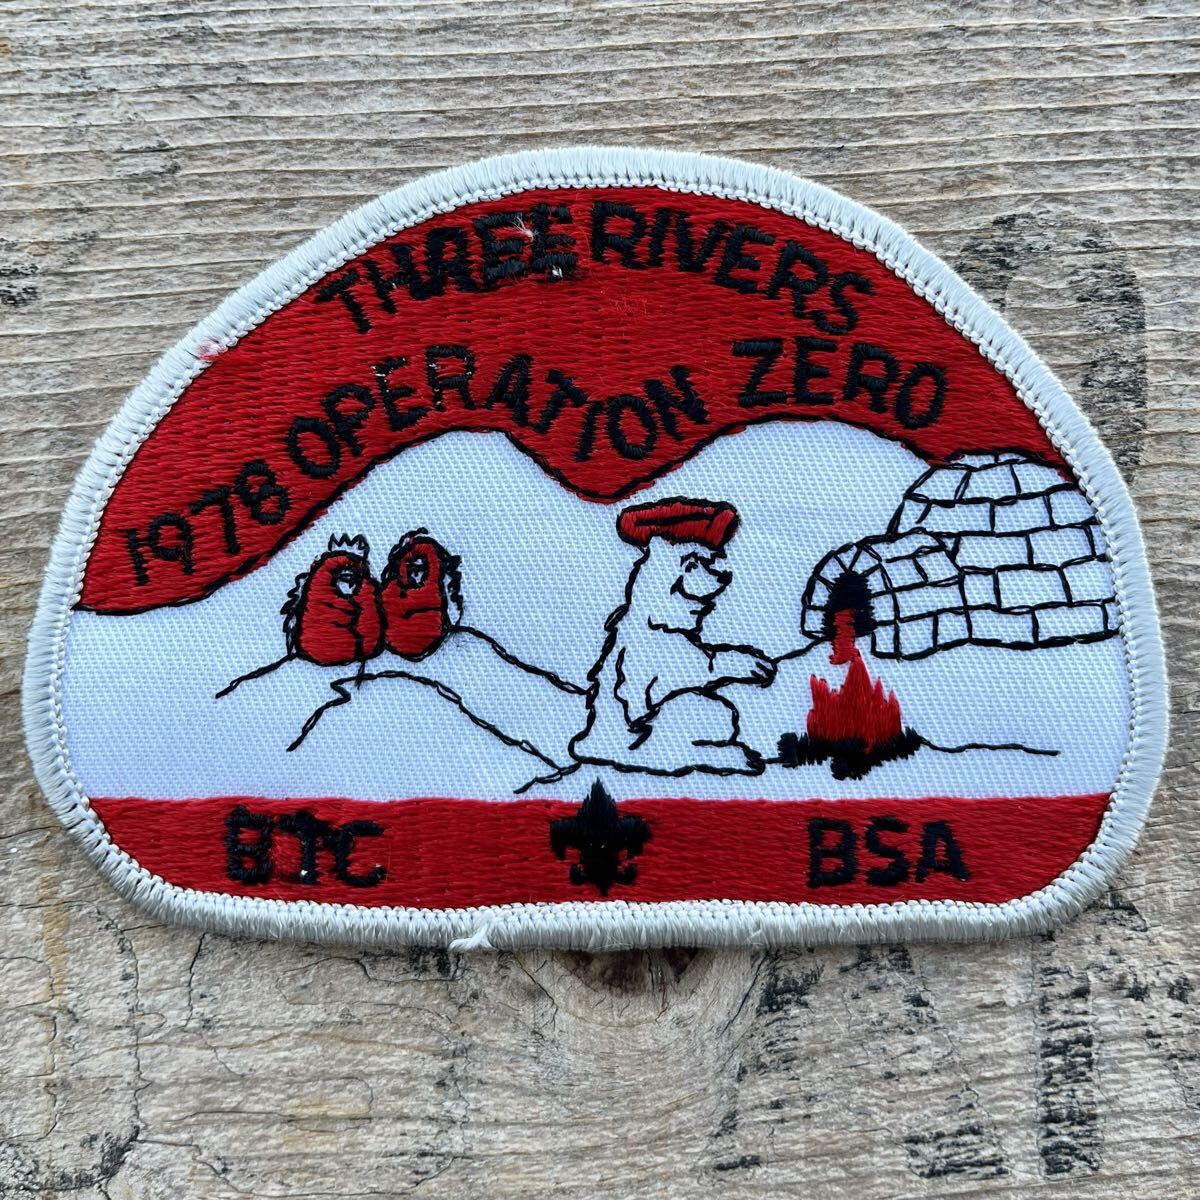 THREE RIVERS
1978 OPERATION ZERO
BTC BSA